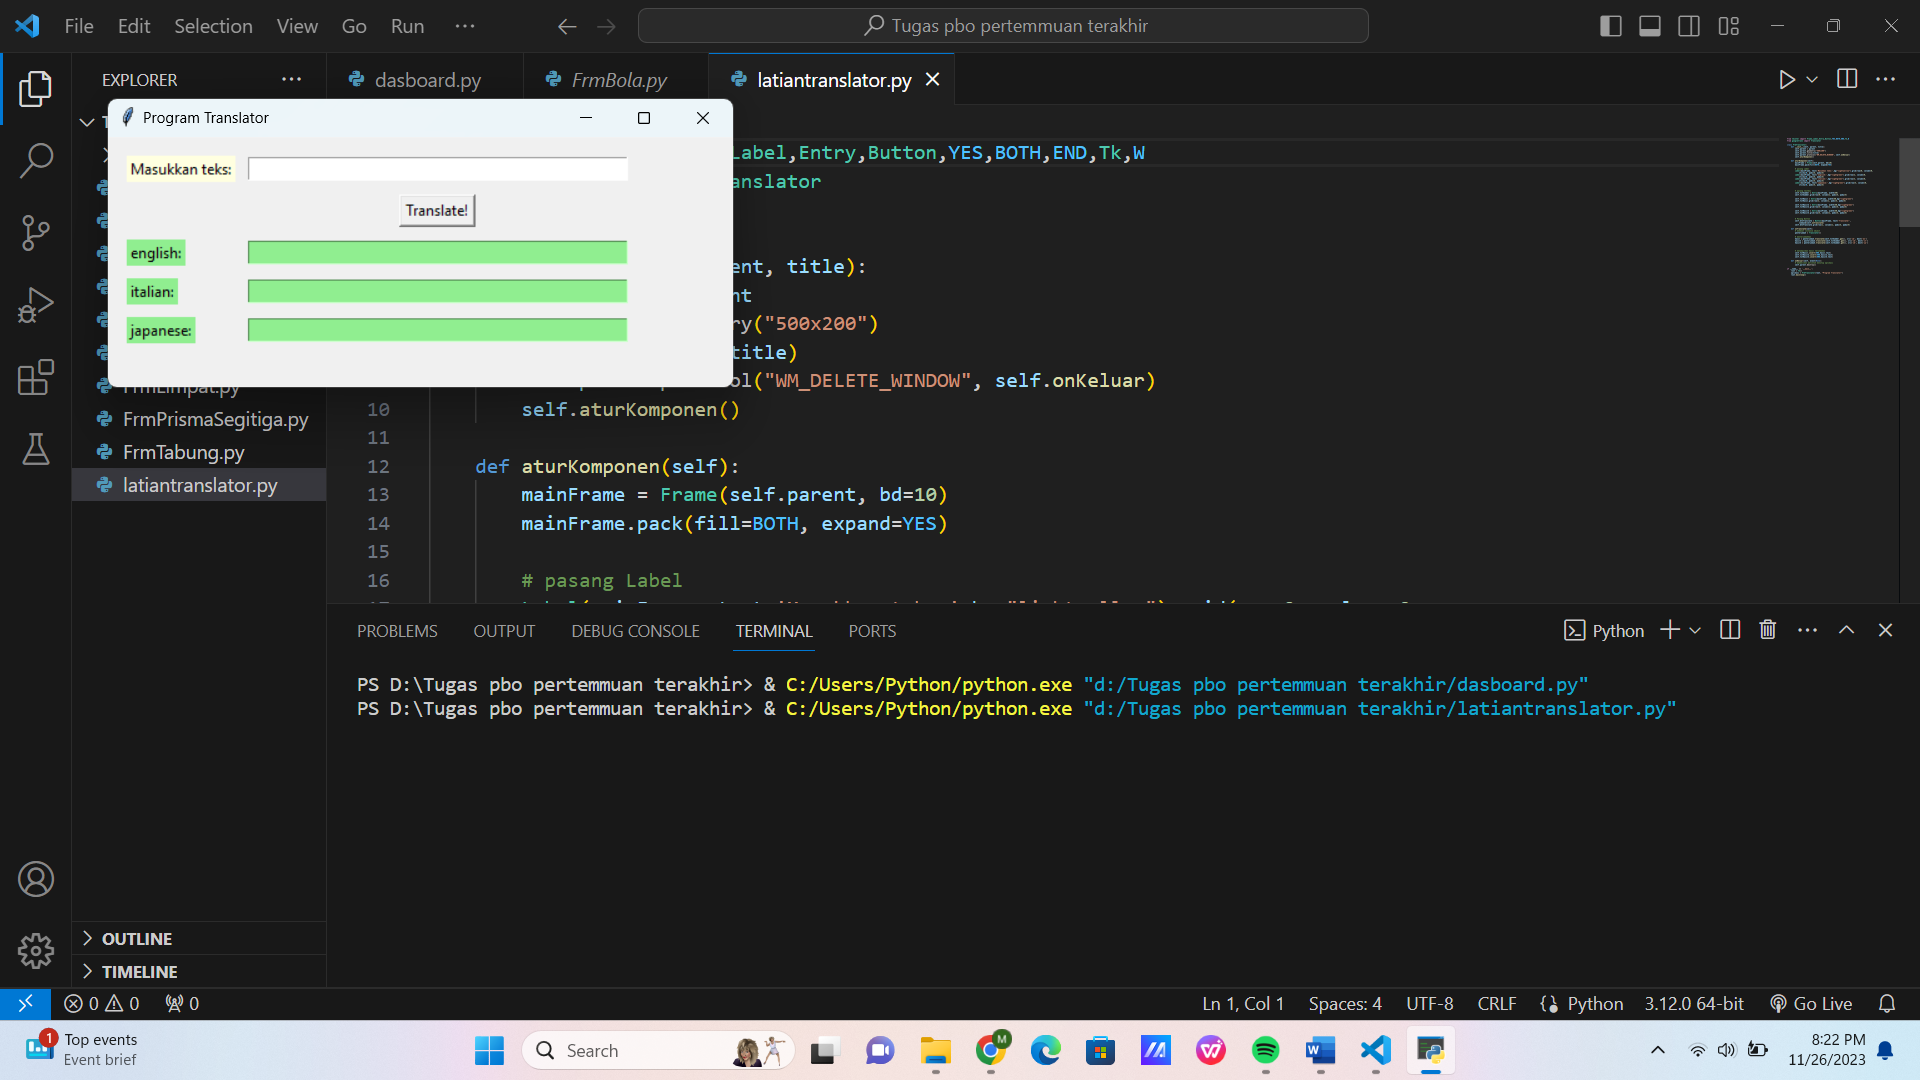 File Edit Selection View Go Run ···
Tugas pbo pertemmuan terakhir
EXPLORER ···
dasboard.py
FrmBola.py
latiantranslator.py
Program Translator
Masukkan teks:
Translate!
english:
italian:
japanese:
Label,Entry,Button,YES,BOTH,END,Tk,W
anslator
ent, title):
nt
ry("500x200")
title)
ol("WM_DELETE_WINDOW", self.onKeluar)
10 self.aturKomponen()
11
12 def aturKomponen(self):
13 mainFrame = Frame(self.parent, bd=10)
14 mainFrame.pack(fill=BOTH, expand=YES)
15
16 # pasang Label
FrmLimpat.py
FrmPrismaSegitiga.py
FrmTabung.py
latiantranslator.py
PROBLEMS OUTPUT DEBUG CONSOLE TERMINAL PORTS
Python
PS D:\Tugas pbo pertemmuan terakhir> & C:/Users/Python/python.exe "d:/Tugas pbo pertemmuan terakhir/dasboard.py"
PS D:\Tugas pbo pertemmuan terakhir> & C:/Users/Python/python.exe "d:/Tugas pbo pertemmuan terakhir/latiantranslator.py"
OUTLINE
TIMELINE
0 0 0
Ln 1, Col 1 Spaces: 4 UTF-8 CRLF Python 3.12.0 64-bit Go Live
1
Top events
Event brief
Search
M
8:22 PM
11/26/2023